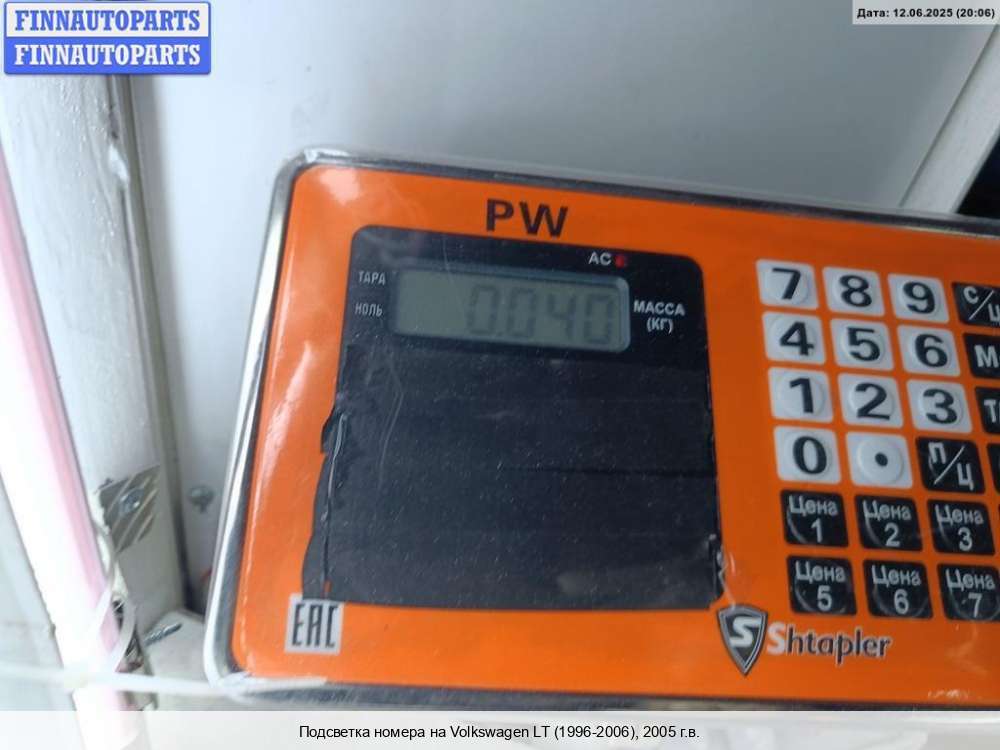 FINNAUTOPARTS
FINNAUTOPARTS
Дата: 12.06.2025 (20:06)
PW
AC
ТАРА
НОЛЬ
0.040
МАССА
(КГ)
7 8 9 С/Ц
4 5 6 М
1 2 3 Т
0 • П/Ц
Цена 1 Цена 2 Цена 3
Цена 5 Цена 6 Цена 7
EAC
S Shtapler
Подсветка номера на Volkswagen LT (1996-2006), 2005 г.в.